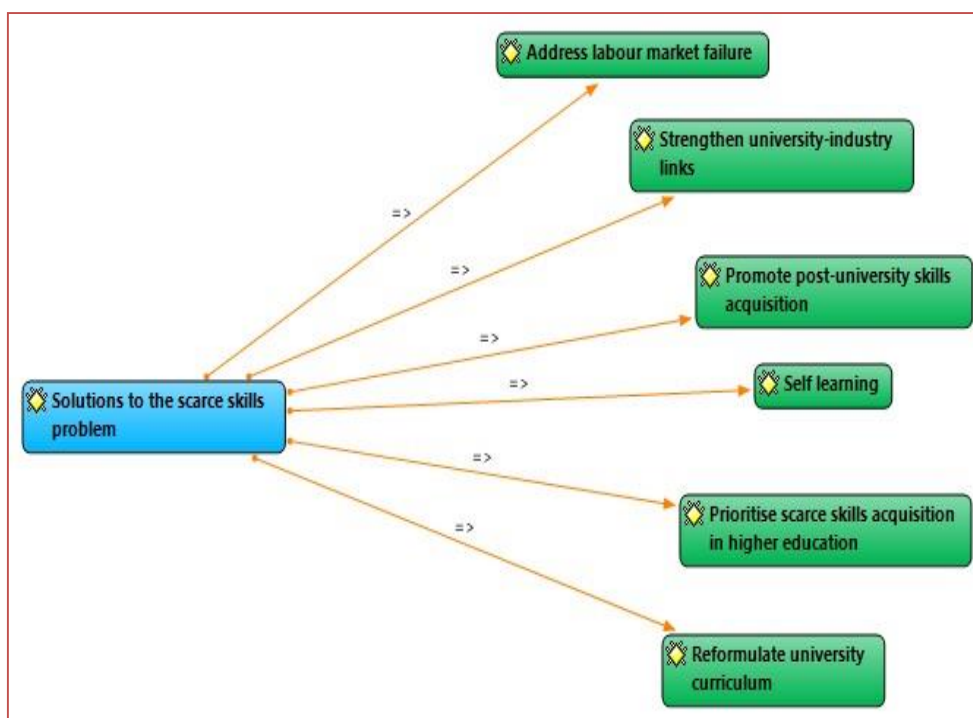 Address labour market failure
=>
Strengthen university-industry
links
=>
Promote post-university skills
acquisition
=>
Self learning
=>
Solutions to the scarce skills
problem
=>
Prioritise scarce skills acquisition
in higher education
=>
Reformulate university
curriculum